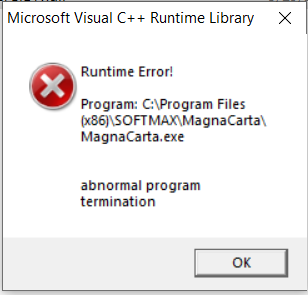 Microsoft Visual C++ Runtime Library
Runtime Error!
Program: C:\Program Files
(x86)\SOFTMAX\MagnaCarta\
MagnaCarta.exe
abnormal program
termination
OK